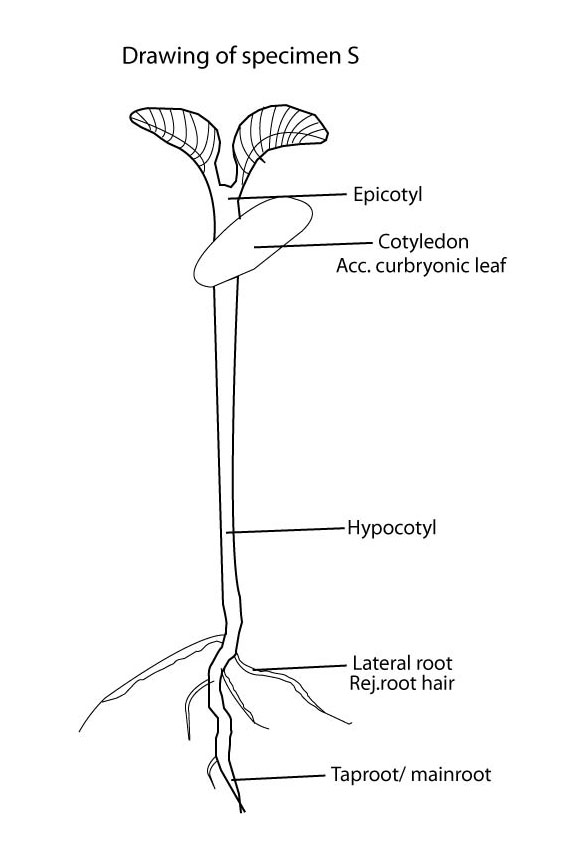 Drawing of specimen S
Epicotyl
Cotyledon
Acc. curbryonic leaf
Hypocotyl
Lateral root
Rej.root hair
Taproot/ mainroot